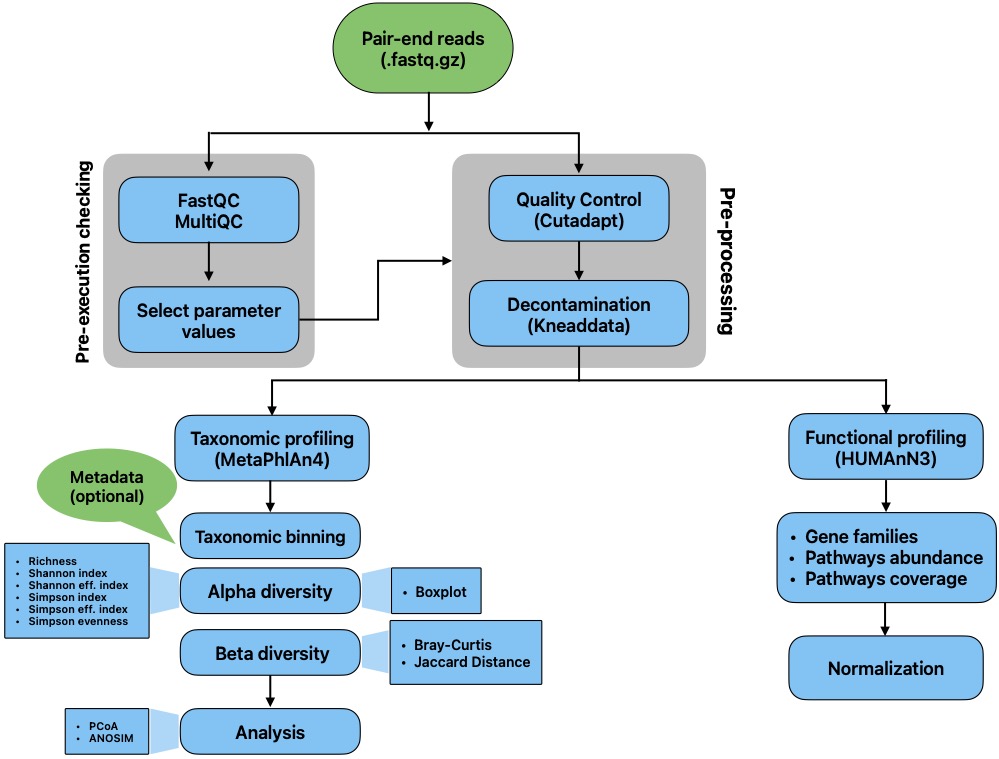 Pair-end reads
(.fastq.gz)
Pre-execution checking
FastQC
MultiQC
Select parameter
values
Quality Control
(Cutadapt)
Decontamination
(Kneaddata)
Pre-processing
Taxonomic profiling
(MetaPhlAn4)
Metadata
(optional)
Taxonomic binning
• Richness
• Shannon index
• Shannon eff. index
• Simpson index
• Simpson eff. index
• Simpson evenness
Alpha diversity
• Boxplot
Beta diversity
• Bray-Curtis
• Jaccard Distance
• PCoA
• ANOSIM
Analysis
Functional profiling
(HUMAnN3)
• Gene families
• Pathways abundance
• Pathways coverage
Normalization